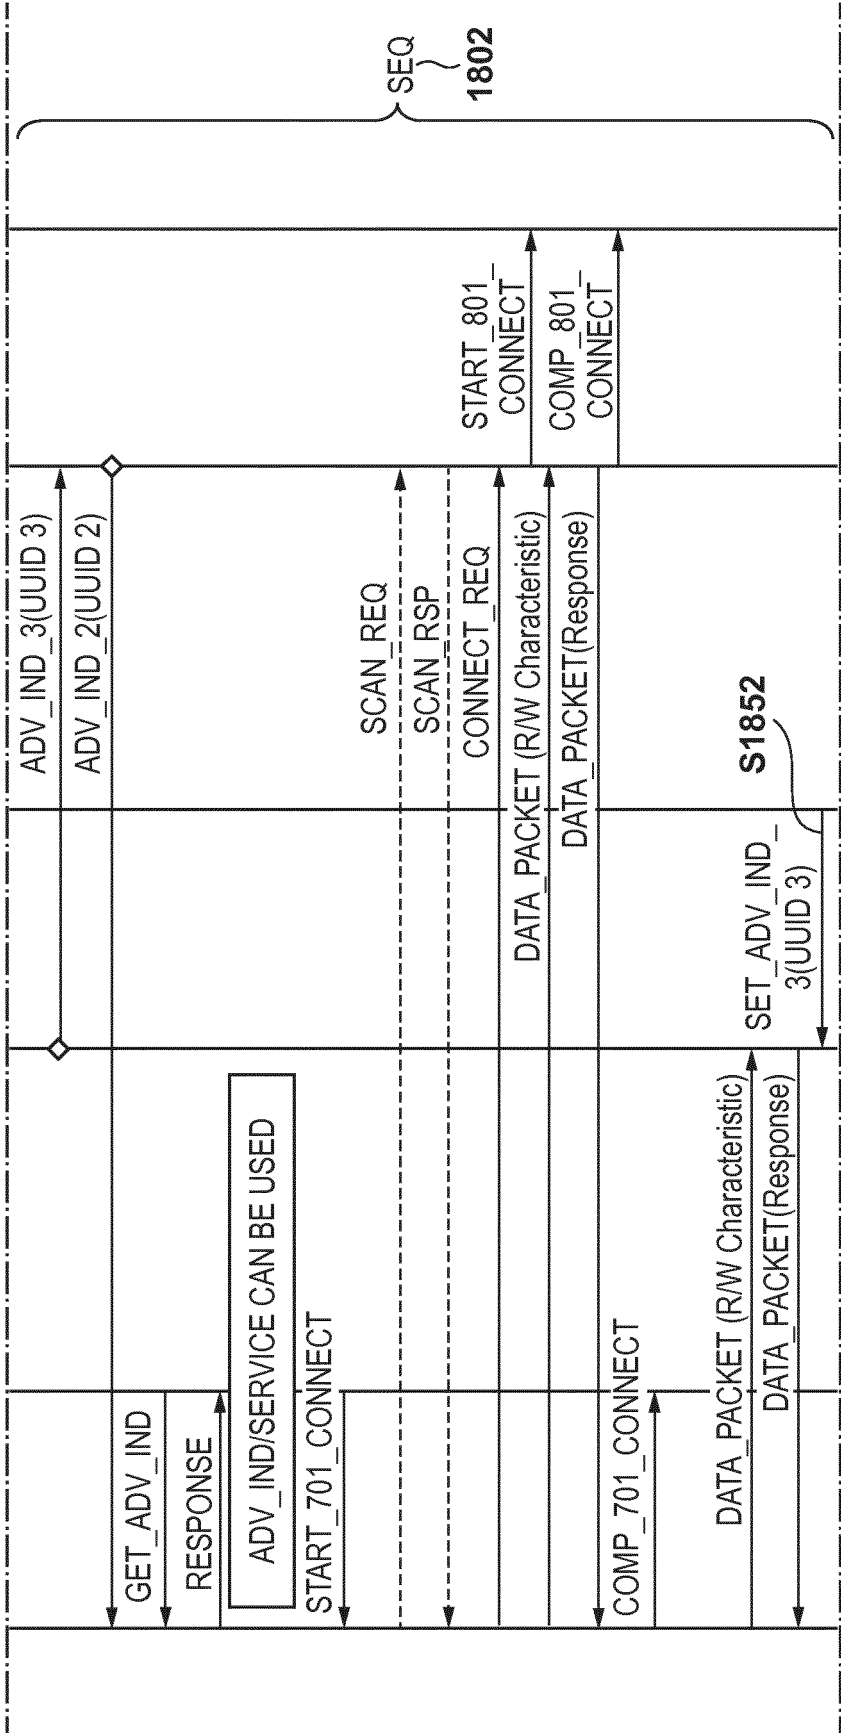 ADV_IND_3(UUID 3)
ADV_IND_2(UUID 2)
GET_ADV_IND
RESPONSE
ADV_IND/SERVICE CAN BE USED
START_701_CONNECT
SCAN_REQ
SCAN_RSP
CONNECT_REQ
START_801_
CONNECT
DATA_PACKET (R/W Characteristic)
DATA_PACKET(Response)
COMP_801_
CONNECT
COMP_701_CONNECT
DATA_PACKET (R/W Characteristic)
DATA_PACKET(Response)
SET_ADV_IND_
3(UUID 3)
S1852
SEQ
1802